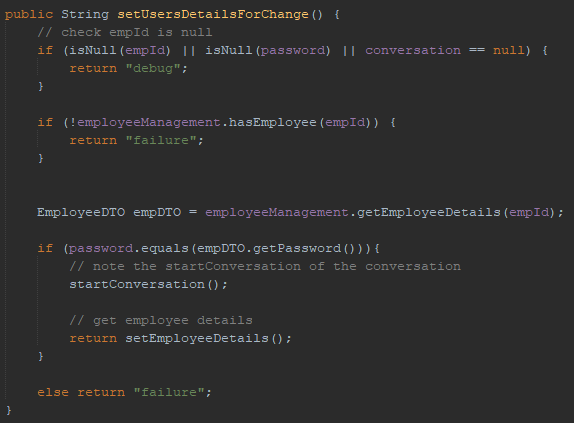 public String setUsersDetailsForChange() {
// check empId is null
if (isNull(empId) || isNull(password) || conversation == null) {
return "debug";
}
if (!employeeManagement.hasEmployee(empId)) {
return "failure";
}
EmployeeDTO empDTO = employeeManagement.getEmployeeDetails(empId);
if (password.equals(empDTO.getPassword())){
// note the startConversation of the conversation
startConversation();
// get employee details
return setEmployeeDetails();
}
else return "failure";
}